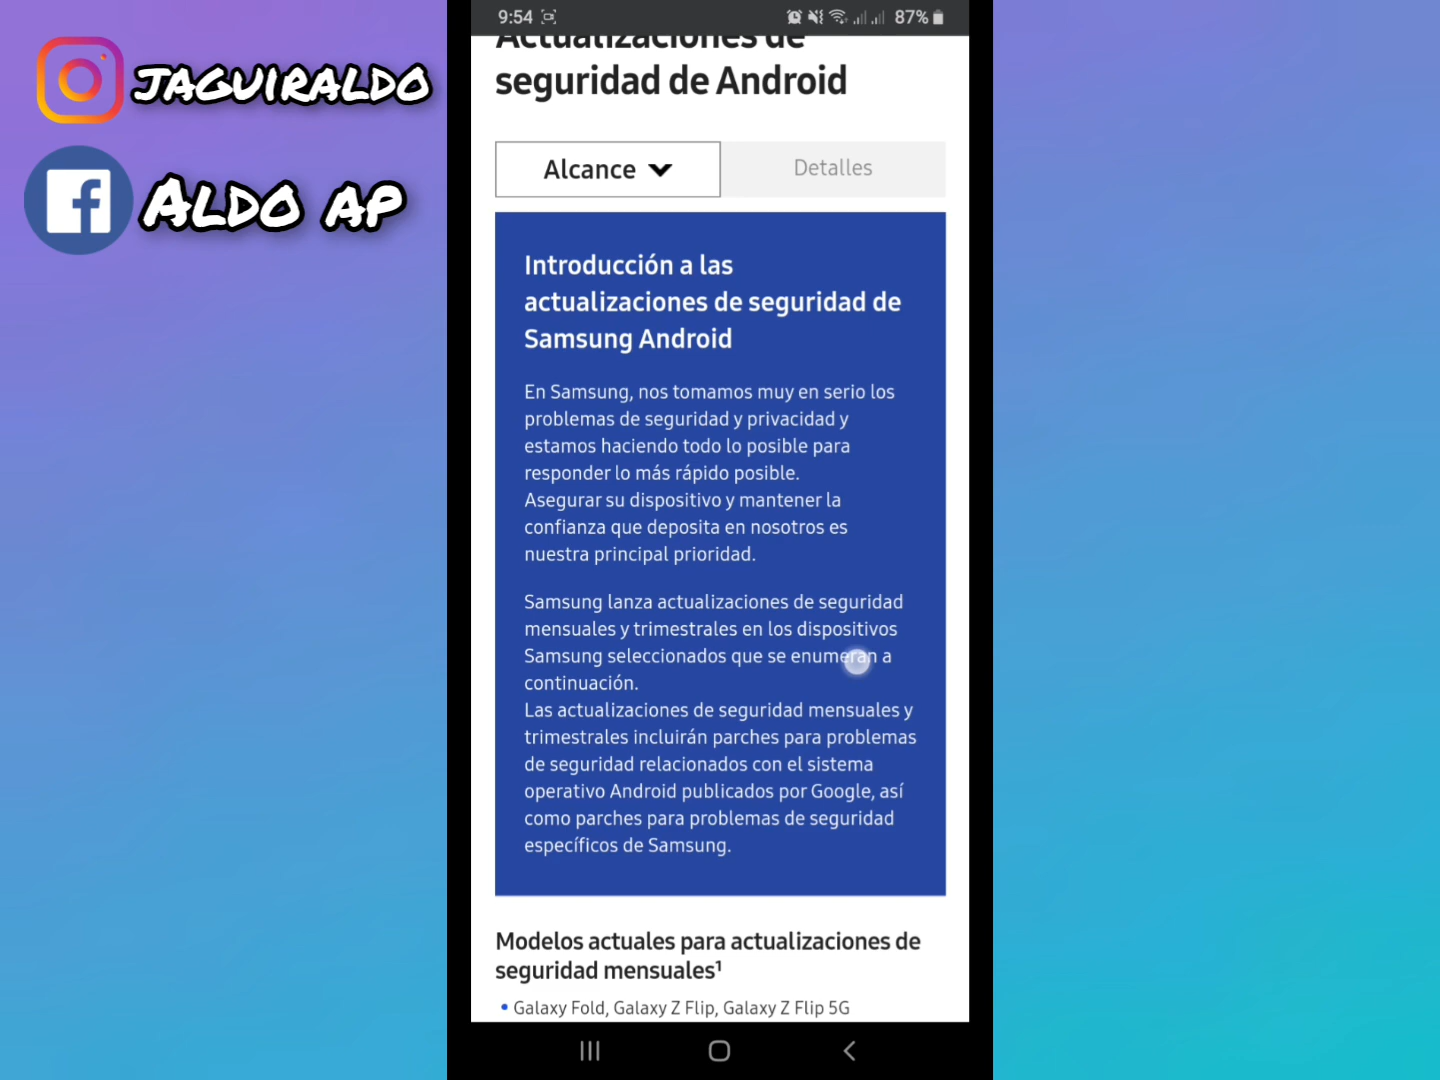 JAGUIRALDO
ALDO AP
9:54
87%
Actualizaciones de
seguridad de Android
Alcance
Detalles
Introducción a las
actualizaciones de seguridad de
Samsung Android
En Samsung, nos tomamos muy en serio los
problemas de seguridad y privacidad y
estamos haciendo todo lo posible para
responder lo más rápido posible.
Asegurar su dispositivo y mantener la
confianza que deposita en nosotros es
nuestra principal prioridad.
Samsung lanza actualizaciones de seguridad
mensuales y trimestrales en los dispositivos
Samsung seleccionados que se enumeran a
continuación.
Las actualizaciones de seguridad mensuales y
trimestrales incluirán parches para problemas
de seguridad relacionados con el sistema
operativo Android publicados por Google, así
como parches para problemas de seguridad
específicos de Samsung.
Modelos actuales para actualizaciones de
seguridad mensuales¹
• Galaxy Fold, Galaxy Z Flip, Galaxy Z Flip 5G